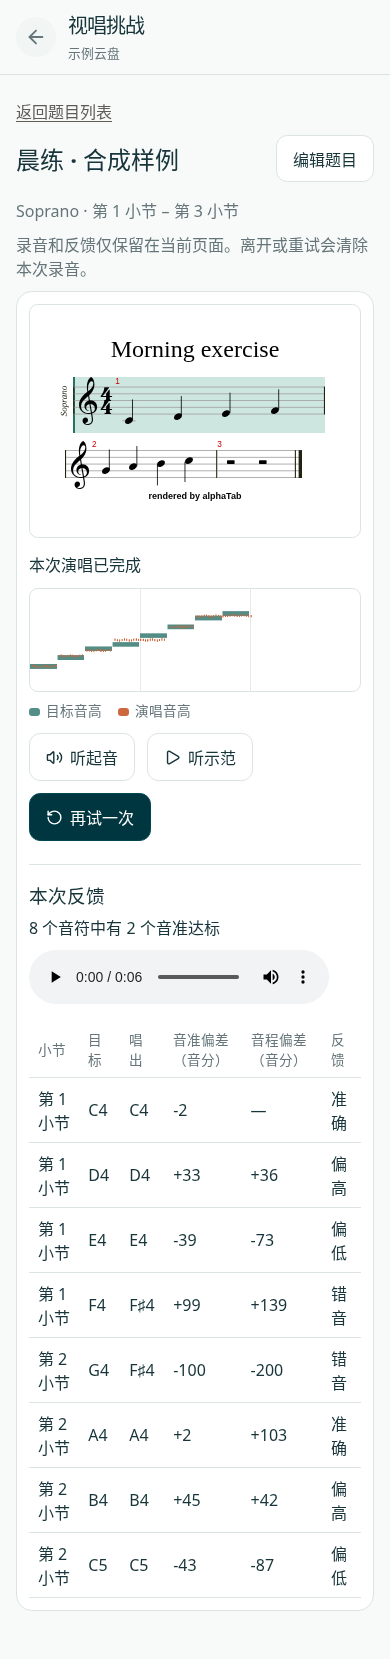 视唱挑战
示例云盘
返回题目列表
晨练 · 合成样例
编辑题目
Soprano · 第 1 小节 – 第 3 小节
录音和反馈仅保留在当前页面。离开或重试会清除
本次录音。
Morning exercise
Soprano
1
4
4
2
3
rendered by alphaTab
本次演唱已完成
目标音高
演唱音高
听起音
听示范
再试一次
本次反馈
8 个音符中有 2 个音准达标
0:00 / 0:06
小节 目标 唱出 音准偏差（音分） 音程偏差（音分） 反馈
第 1 小节 C4 C4 -2 — 准确
第 1 小节 D4 D4 +33 +36 偏高
第 1 小节 E4 E4 -39 -73 偏低
第 1 小节 F4 F♯4 +99 +139 错音
第 2 小节 G4 F♯4 -100 -200 错音
第 2 小节 A4 A4 +2 +103 准确
第 2 小节 B4 B4 +45 +42 偏高
第 2 小节 C5 C5 -43 -87 偏低